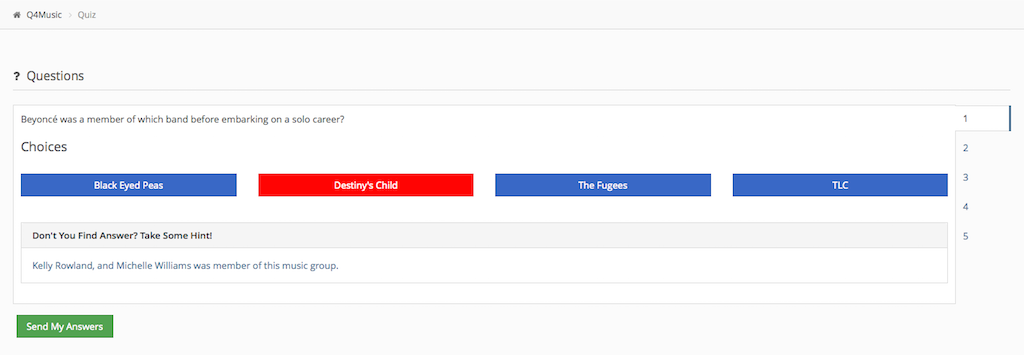 Q4Music > Quiz
? Questions
Beyoncé was a member of which band before embarking on a solo career?
1
Choices
2
Black Eyed Peas Destiny's Child The Fugees TLC
3
4
Don't You Find Answer? Take Some Hint!
5
Kelly Rowland, and Michelle Williams was member of this music group.
Send My Answers